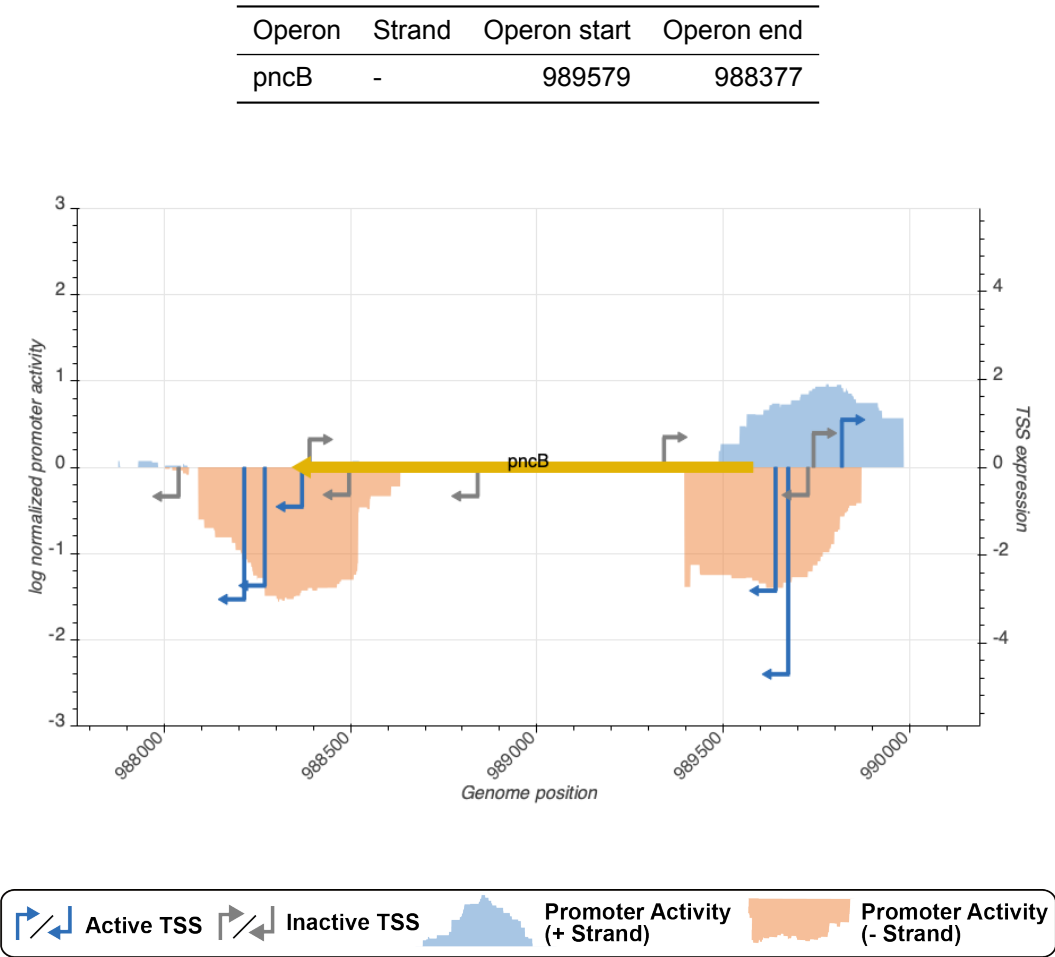 Operon Strand Operon start Operon end
pncB - 989579 988377
3
2
1
0
-1
-2
-3
log normalized promoter activity
4
2
0
-2
-4
TSS expression
pncB
988000 988500 989000 989500 990000
Genome position
Active TSS
Inactive TSS
Promoter Activity
(+ Strand)
Promoter Activity
(- Strand)